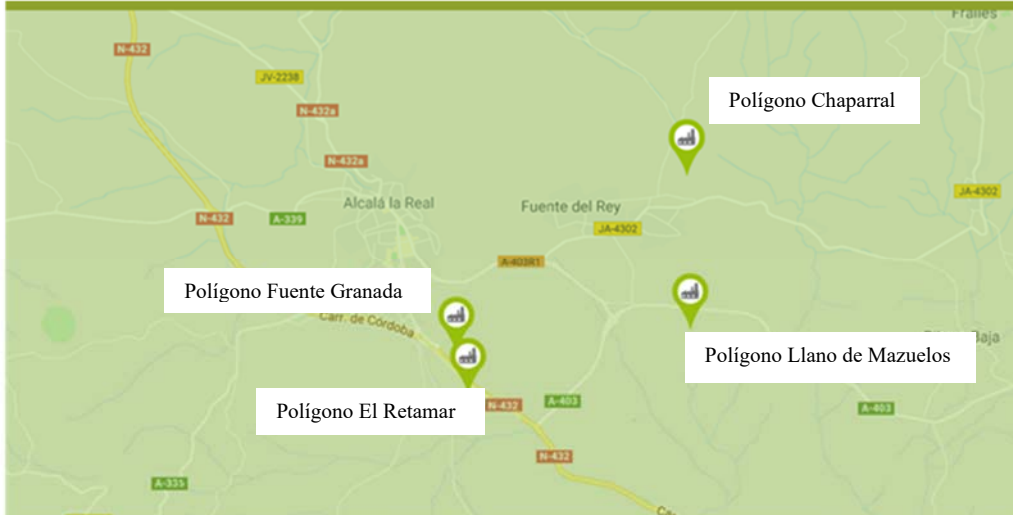 Frailes
N-432
JV-2238
Polígono Chaparral
N-432a
N-432a
Alcalá la Real
Fuente del Rey
JA-4302
N-432
A-339
JA-4302
A-403R1
Polígono Fuente Granada
Carr. de Córdoba
Baja
Polígono Llano de Mazuelos
Polígono El Retamar
N-432
A-403
A-403
N-432
A-335